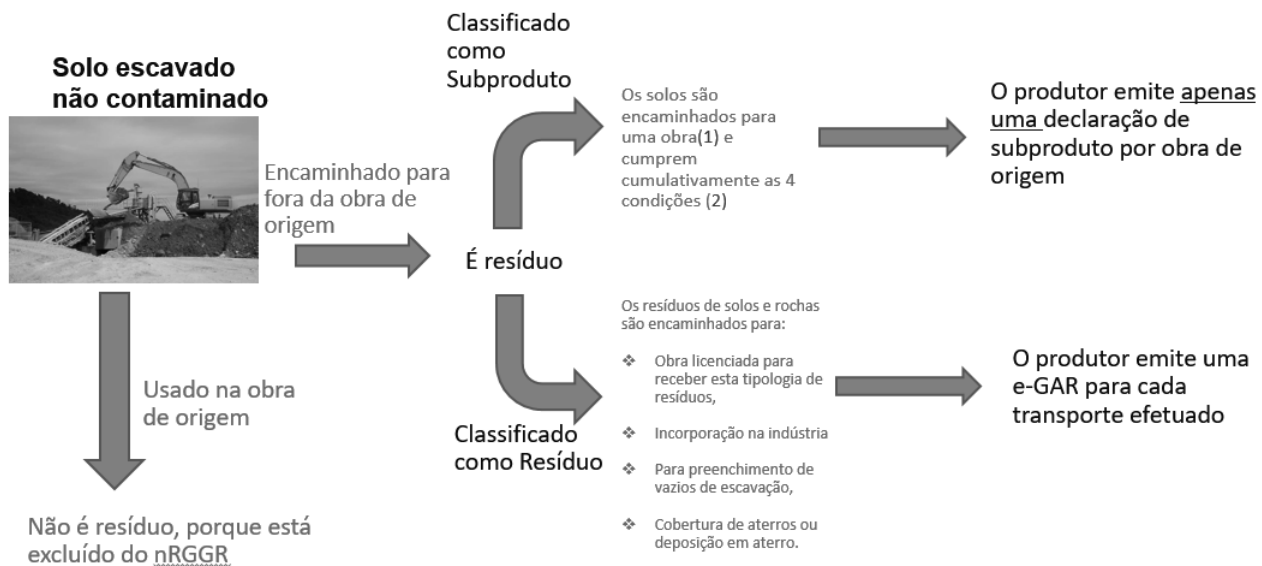 Solo escavado
não contaminado
Encaminhado para
fora da obra de
origem
Usado na obra
de origem
Não é resíduo, porque está
excluído do nRGGR
Classificado
como
Subproduto
É resíduo
Classificado
como Resíduo
Os solos são
encaminhados para
uma obra(1) e
cumprem
cumulativamente as 4
condições (2)
O produtor emite apenas
uma declaração de
subproduto por obra de
origem
Os resíduos de solos e rochas
são encaminhados para:
❖ Obra licenciada para
receber esta tipologia de
resíduos,
❖ Incorporação na indústria
❖ Para preenchimento de
vazios de escavação,
❖ Cobertura de aterros ou
deposição em aterro.
O produtor emite uma
e-GAR para cada
transporte efetuado